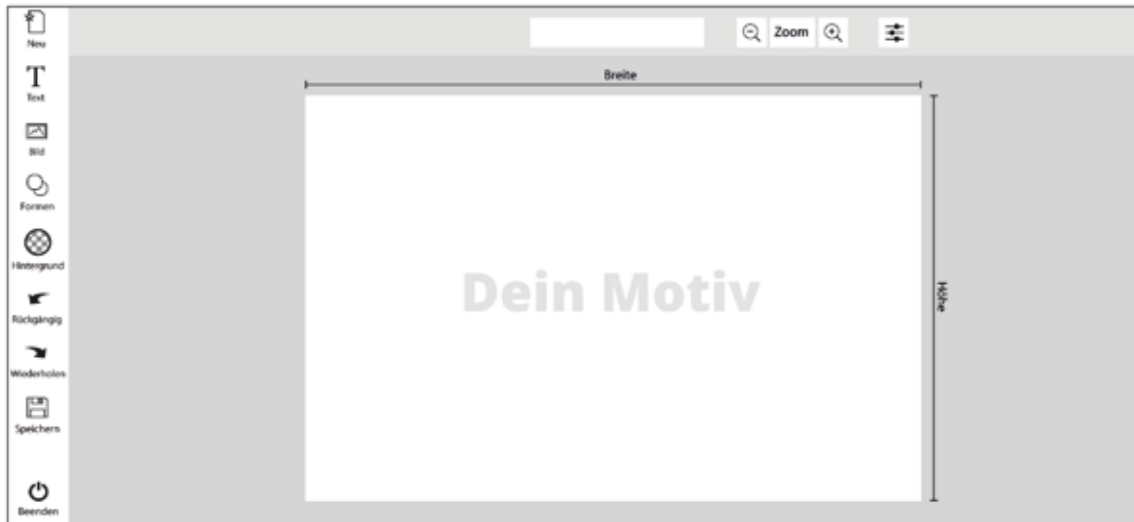 Neu
Zoom
Text
Breite
Bild
Formen
Hintergrund
Dein Motiv
Höhe
Rückgängig
Wiederholen
Speichern
Beenden